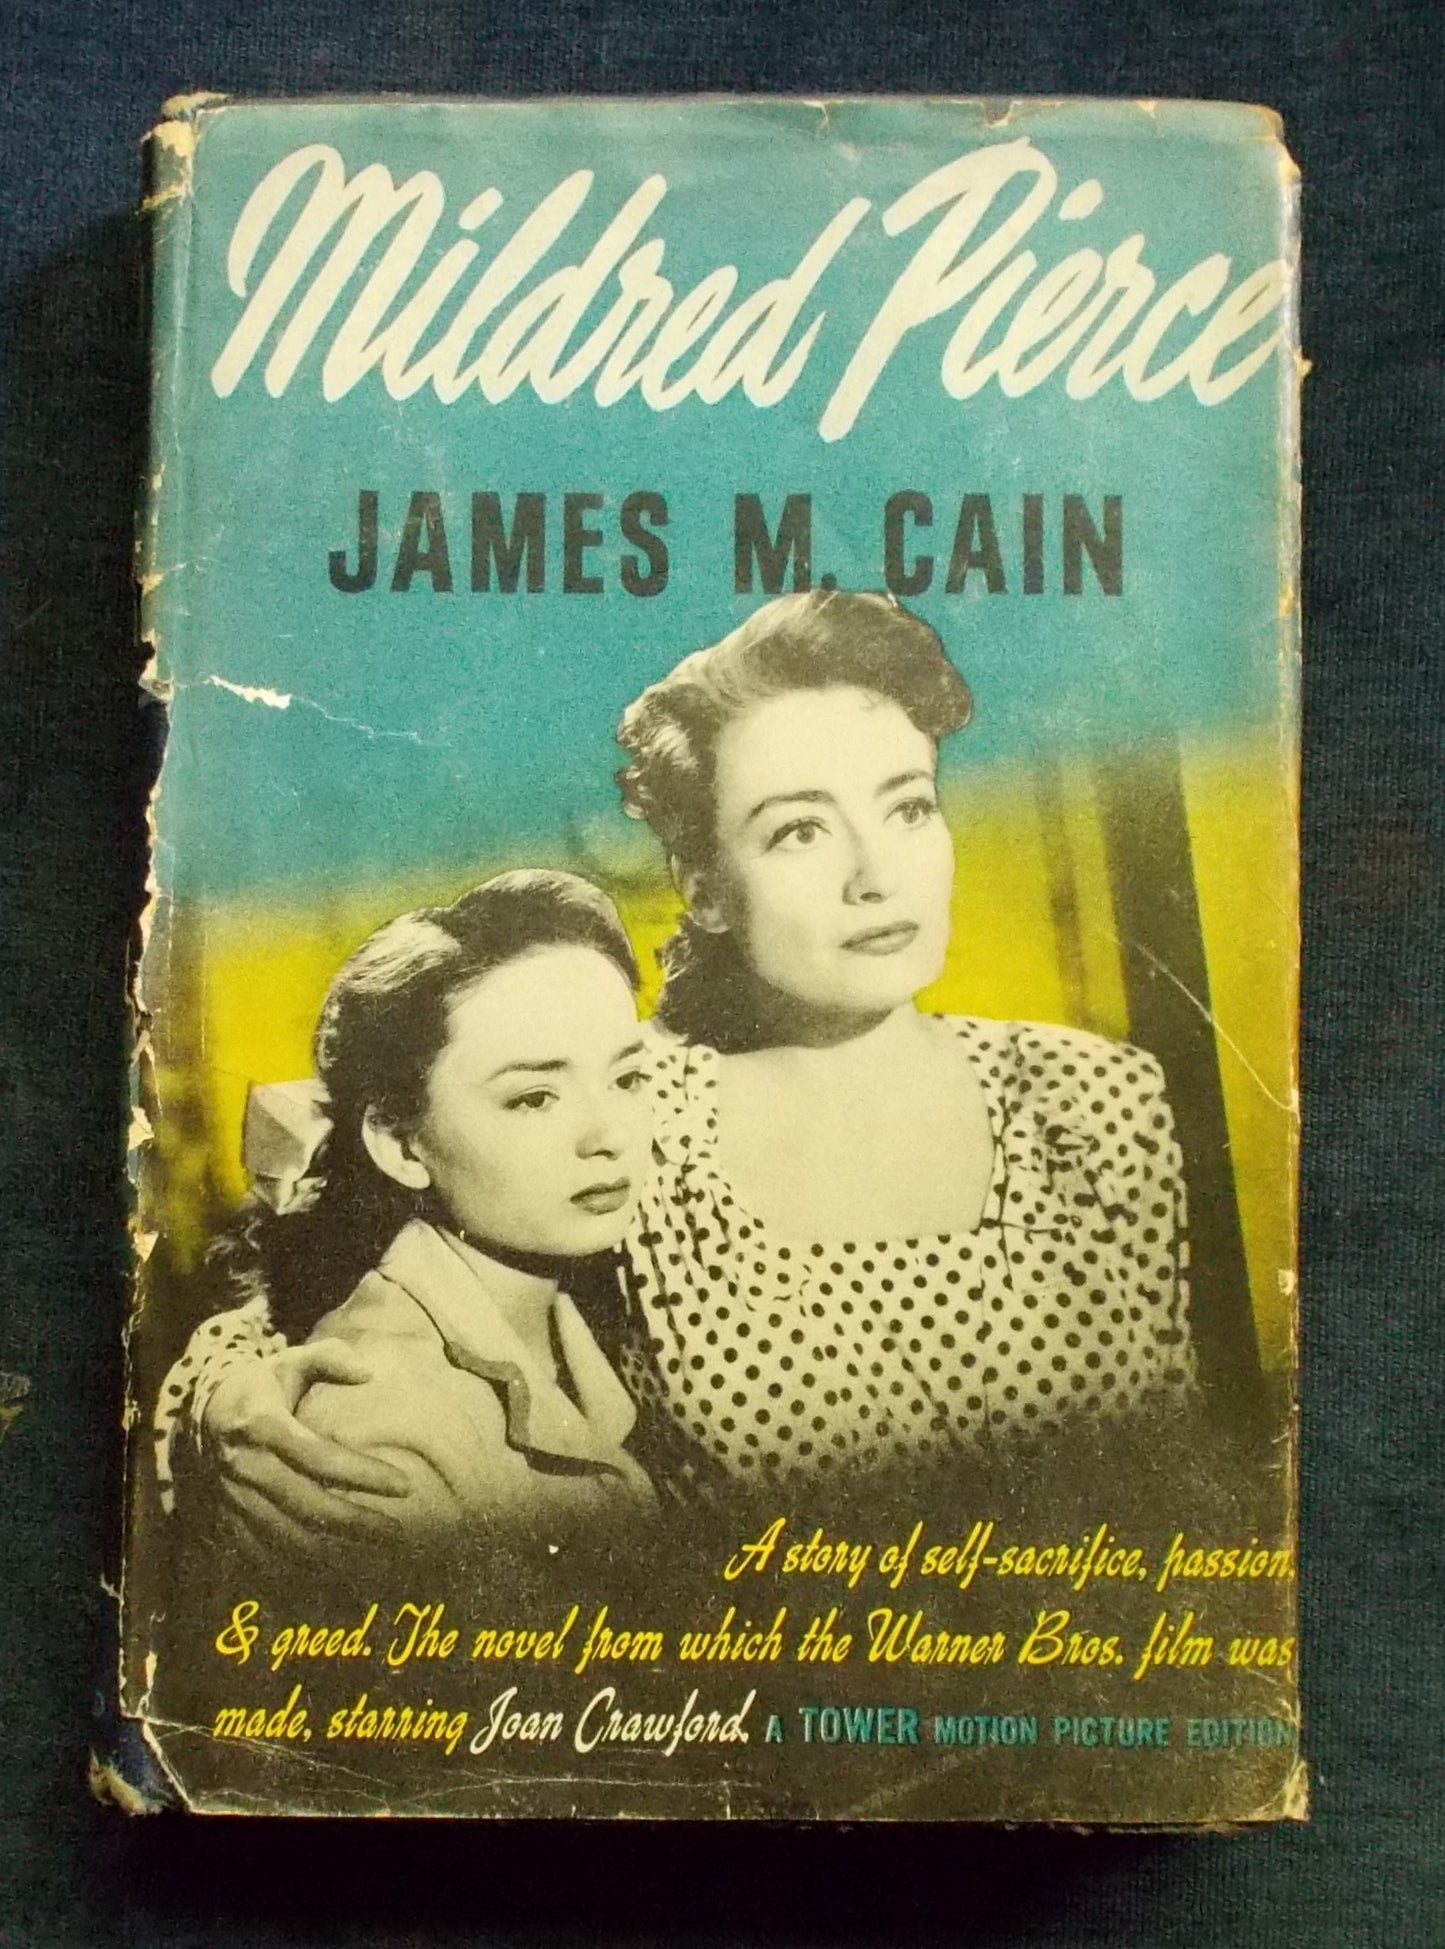 Mildred Pierce
JAMES M. CAIN
A story of self-sacrifice, passion,
& greed. The novel from which the Warner Bros. film was
made, starring Joan Crawford. A TOWER MOTION PICTURE EDITION